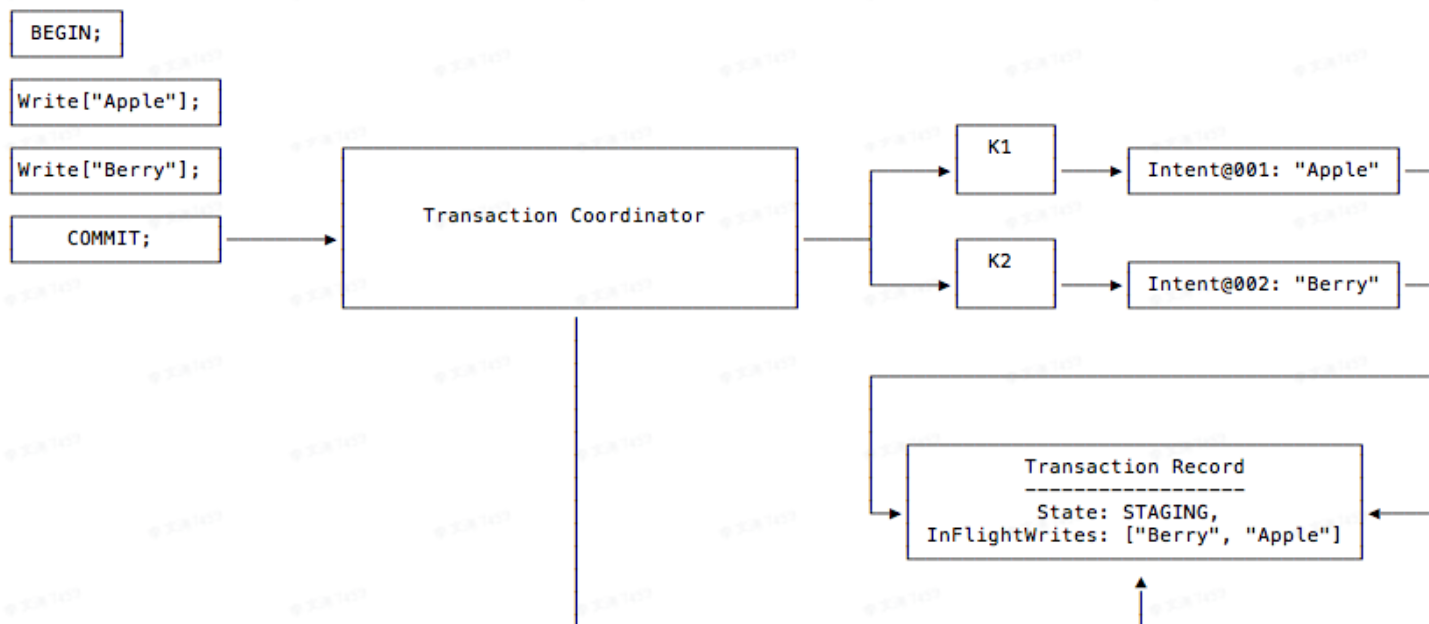 BEGIN;
Write["Apple"];
Write["Berry"];
COMMIT;
Transaction Coordinator
K1
Intent@001: "Apple"
K2
Intent@002: "Berry"
Transaction Record
------------------
State: STAGING,
InFlightWrites: ["Berry", "Apple"]